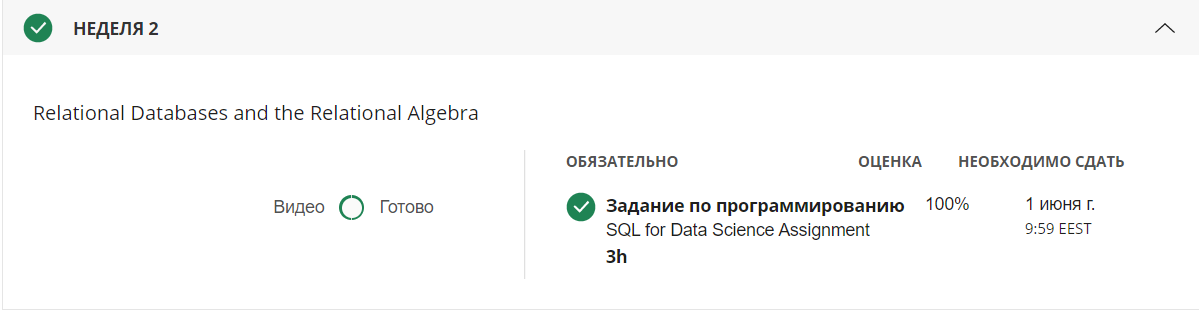 НЕДЕЛЯ 2
Relational Databases and the Relational Algebra
Видео Готово
ОБЯЗАТЕЛЬНО ОЦЕНКА НЕОБХОДИМО СДАТЬ
Задание по программированию 100% 1 июня г.
SQL for Data Science Assignment 9:59 EEST
3h